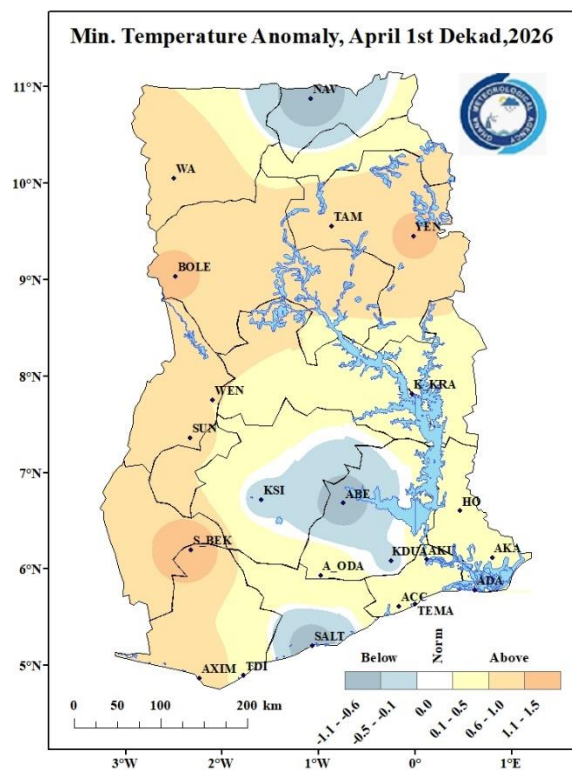 Min. Temperature Anomaly, April 1st Dekad,2026
11°N
NAV
GHANA METEOROLOGICAL AGENCY
WA
10°N
TAM
YEN
BOLE
9°N
8°N
K_KRA
WEN
SUN
7°N
KSI
ABE
HO
S_BEK
KDUA
AKU
AKA
6°N
A_ODA
ADA
ACC
TEMA
SALT
5°N
AXIM
TDI
Below
Norm
Above
-1.1 - -0.6
-0.5 - -0.1
0.0
0.1 - 0.5
0.6 - 1.0
1.1 - 1.5
0 50 100 200 km
3°W 2°W 1°W 0° 1°E